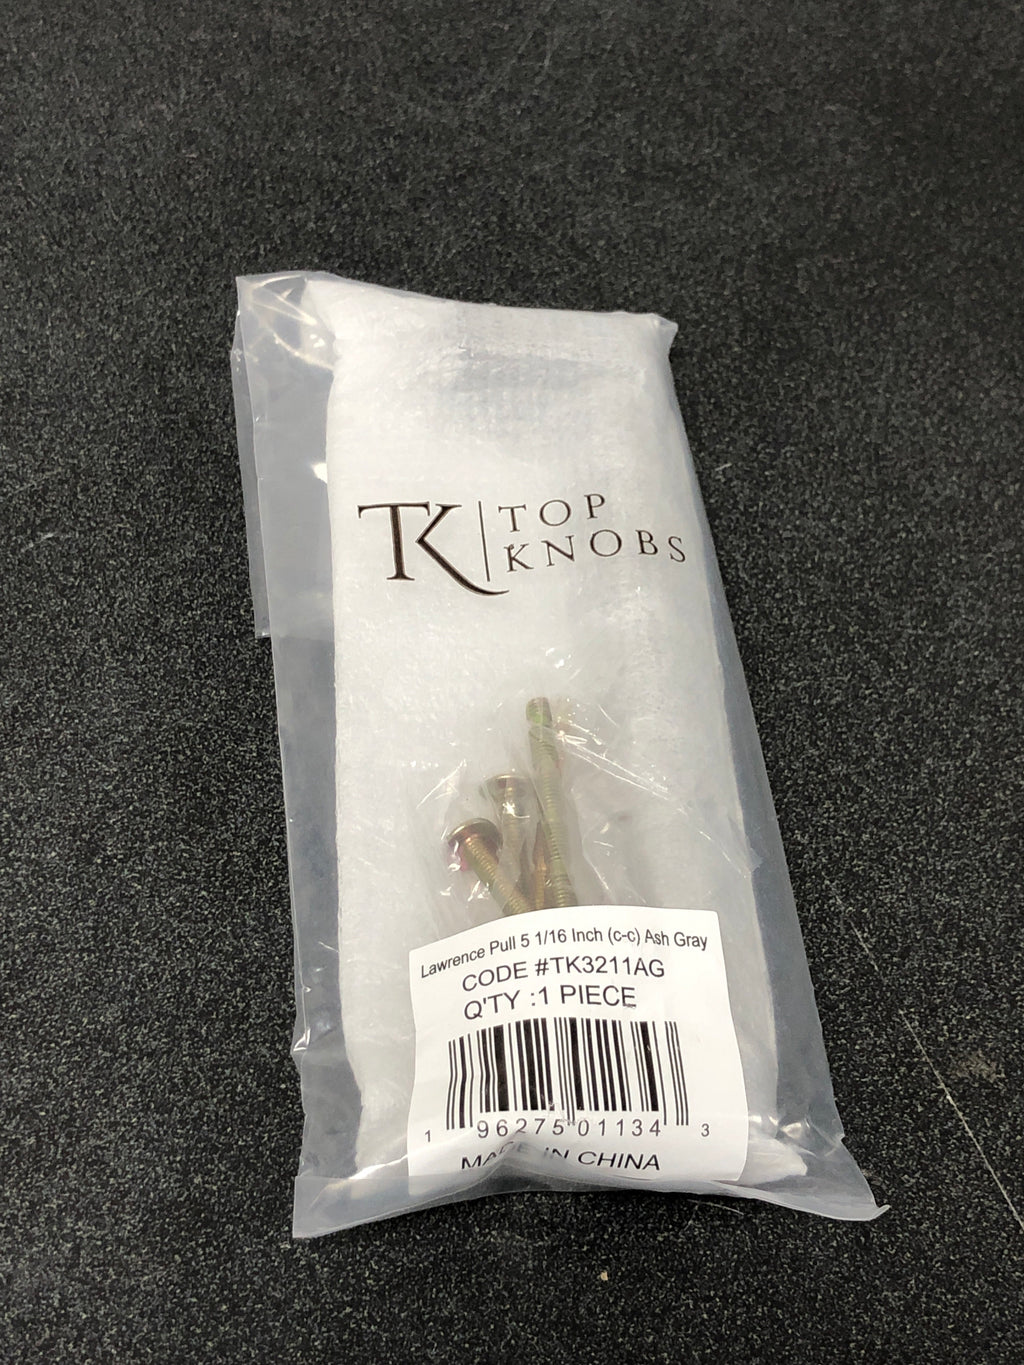 TK TOP
KNOBS
Lawrence Pull 5 1/16 Inch (c-c) Ash Gray
CODE #TK3211AG
Q'TY :1 PIECE
1 96275 01134 3
MADE IN CHINA